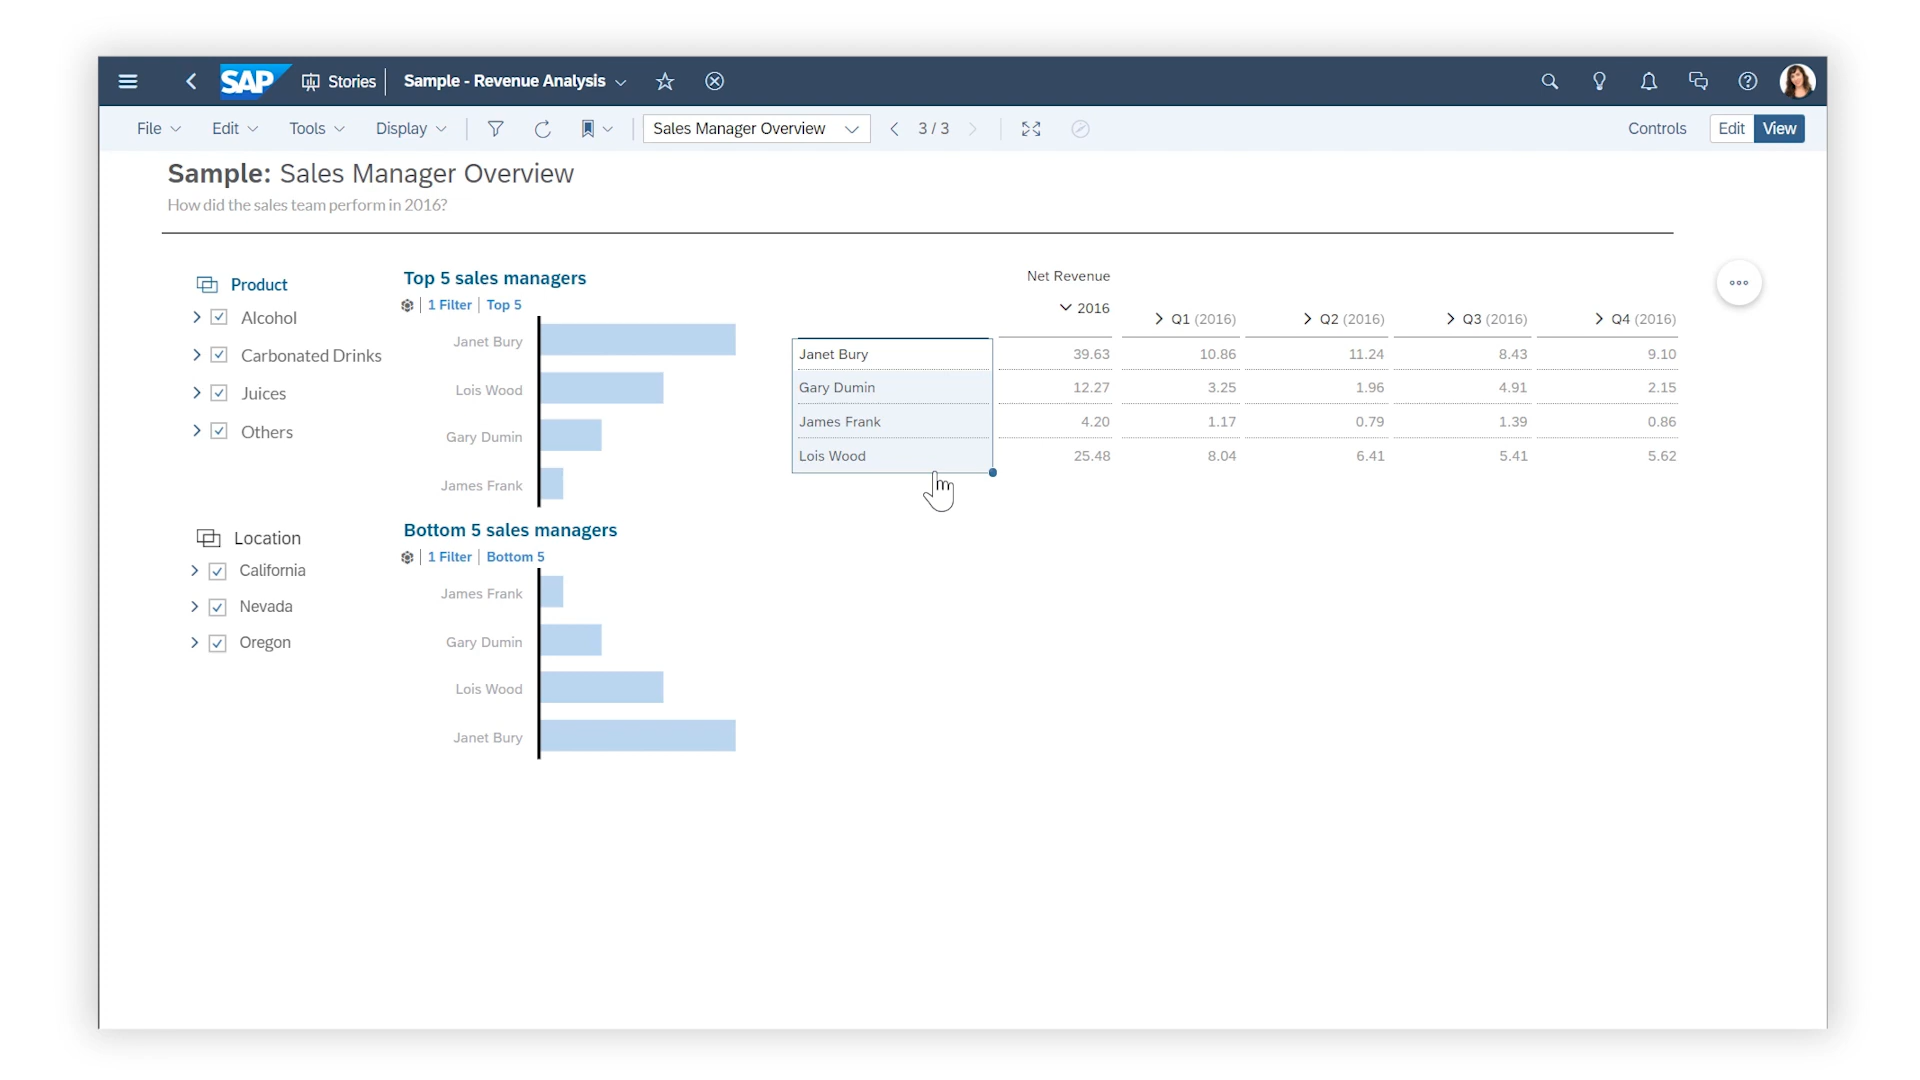 SAP Stories Sample - Revenue Analysis
File Edit Tools Display Sales Manager Overview 3 / 3 Controls Edit View
Sample: Sales Manager Overview
How did the sales team perform in 2016?
Product
Alcohol
Carbonated Drinks
Juices
Others
Location
California
Nevada
Oregon
Top 5 sales managers
1 Filter Top 5
Janet Bury
Lois Wood
Gary Dumin
James Frank
Bottom 5 sales managers
1 Filter Bottom 5
James Frank
Gary Dumin
Lois Wood
Janet Bury
Net Revenue
2016 Q1 (2016) Q2 (2016) Q3 (2016) Q4 (2016)
Janet Bury 39.63 10.86 11.24 8.43 9.10
Gary Dumin 12.27 3.25 1.96 4.91 2.15
James Frank 4.20 1.17 0.79 1.39 0.86
Lois Wood 25.48 8.04 6.41 5.41 5.62